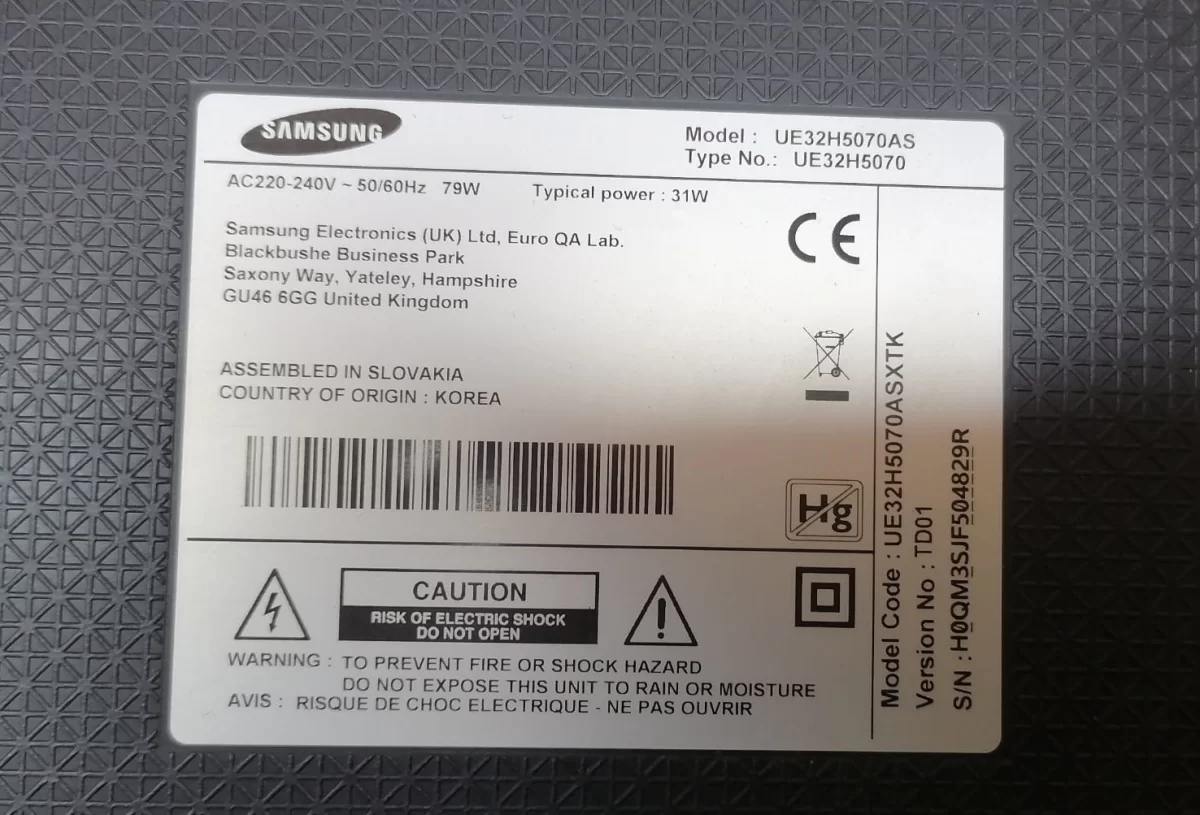 SAMSUNG
Model : UE32H5070AS
Type No.: UE32H5070
AC220-240V ~ 50/60Hz 79W Typical power : 31W
Samsung Electronics (UK) Ltd, Euro QA Lab.
Blackbushe Business Park
Saxony Way, Yateley, Hampshire
GU46 6GG United Kingdom
CE
ASSEMBLED IN SLOVAKIA
COUNTRY OF ORIGIN : KOREA
Hg
CAUTION
RISK OF ELECTRIC SHOCK
DO NOT OPEN
WARNING : TO PREVENT FIRE OR SHOCK HAZARD
DO NOT EXPOSE THIS UNIT TO RAIN OR MOISTURE
AVIS : RISQUE DE CHOC ELECTRIQUE - NE PAS OUVRIR
Model Code : UE32H5070ASXTK
Version No : TD01
S/N : H0QM3SJF504829R